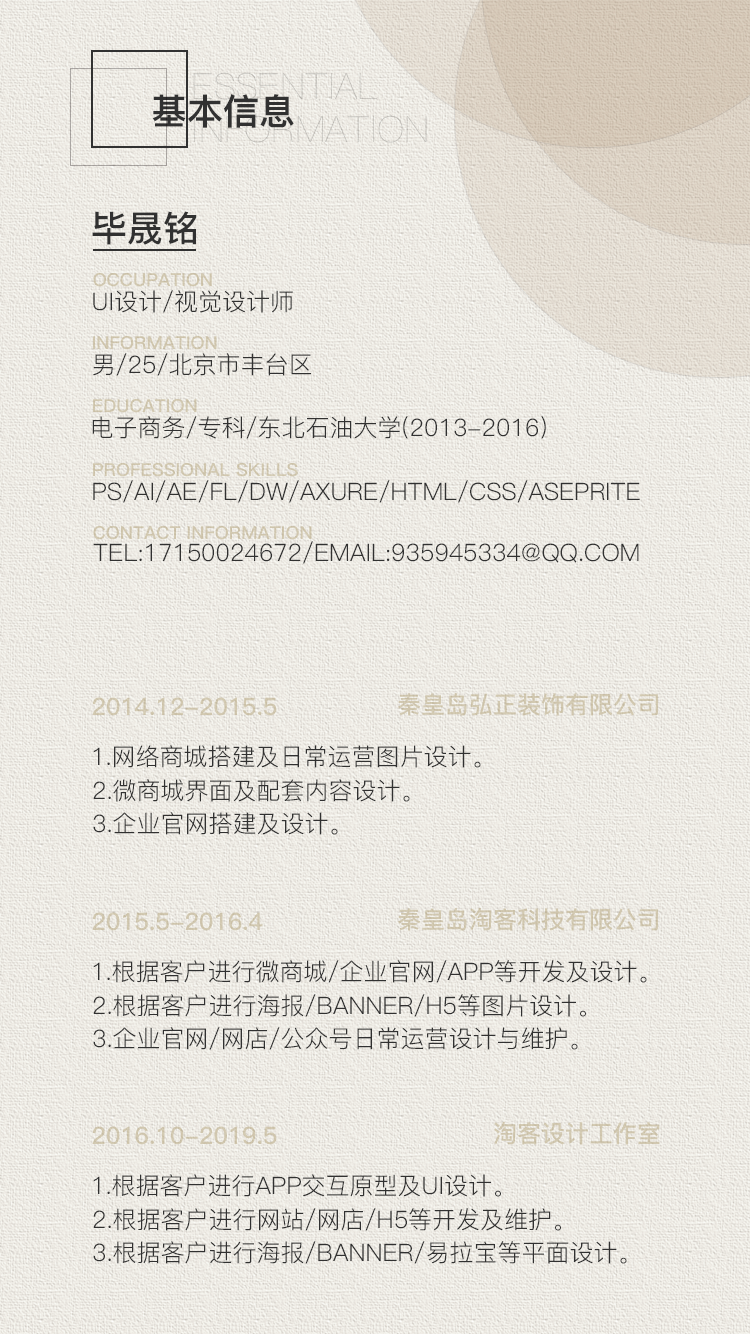 ESSENTIAL
基本信息
INFORMATION
毕晟铭
OCCUPATION
UI设计/视觉设计师
INFORMATION
男/25/北京市丰台区
EDUCATION
电子商务/专科/东北石油大学(2013-2016)
PROFESSIONAL SKILLS
PS/AI/AE/FL/DW/AXURE/HTML/CSS/ASEPRITE
CONTACT INFORMATION
TEL:17150024672/EMAIL:935945334@QQ.COM
2014.12-2015.5 秦皇岛弘正装饰有限公司
1.网络商城搭建及日常运营图片设计。
2.微商城界面及配套内容设计。
3.企业官网搭建及设计。
2015.5-2016.4 秦皇岛淘客科技有限公司
1.根据客户进行微商城/企业官网/APP等开发及设计。
2.根据客户进行海报/BANNER/H5等图片设计。
3.企业官网/网店/公众号日常运营设计与维护。
2016.10-2019.5 淘客设计工作室
1.根据客户进行APP交互原型及UI设计。
2.根据客户进行网站/网店/H5等开发及维护。
3.根据客户进行海报/BANNER/易拉宝等平面设计。